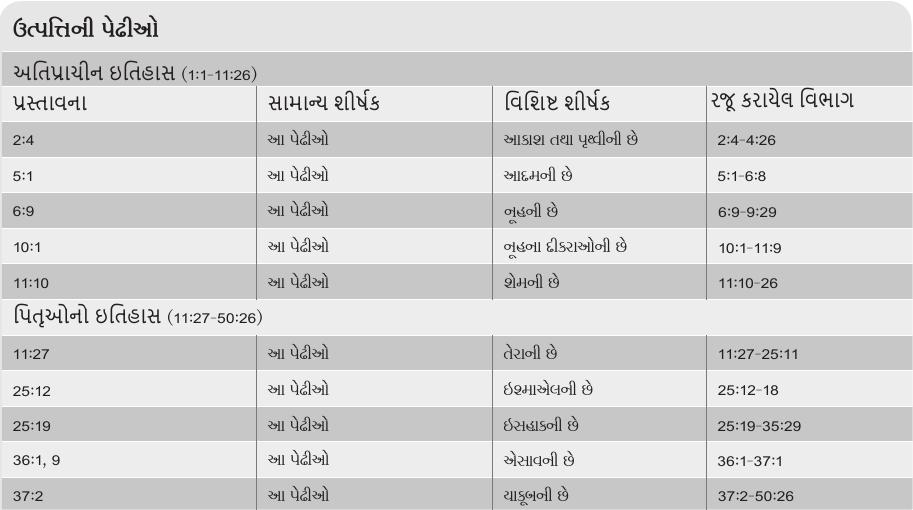 ઉત્પત્તિની પેઢીઓ
અતિપ્રાચીન ઇતિહાસ (1:1-11:26)
પ્રસ્તાવના સામાન્ય શીર્ષક વિશિષ્ટ શીર્ષક રજૂ કરાયેલ વિભાગ
2:4 આ પેઢીઓ આકાશ તથા પૃથ્વીની છે 2:4-4:26
5:1 આ પેઢીઓ આદમની છે 5:1-6:8
6:9 આ પેઢીઓ નૂહની છે 6:9-9:29
10:1 આ પેઢીઓ નૂહના દીકરાઓની છે 10:1-11:9
11:10 આ પેઢીઓ શેમની છે 11:10-26
પિતૃઓનો ઇતિહાસ (11:27-50:26)
11:27 આ પેઢીઓ તેરાની છે 11:27-25:11
25:12 આ પેઢીઓ ઇશ્માએલની છે 25:12-18
25:19 આ પેઢીઓ ઇસહાકની છે 25:19-35:29
36:1, 9 આ પેઢીઓ એસાવની છે 36:1-37:1
37:2 આ પેઢીઓ યાકૂબની છે 37:2-50:26